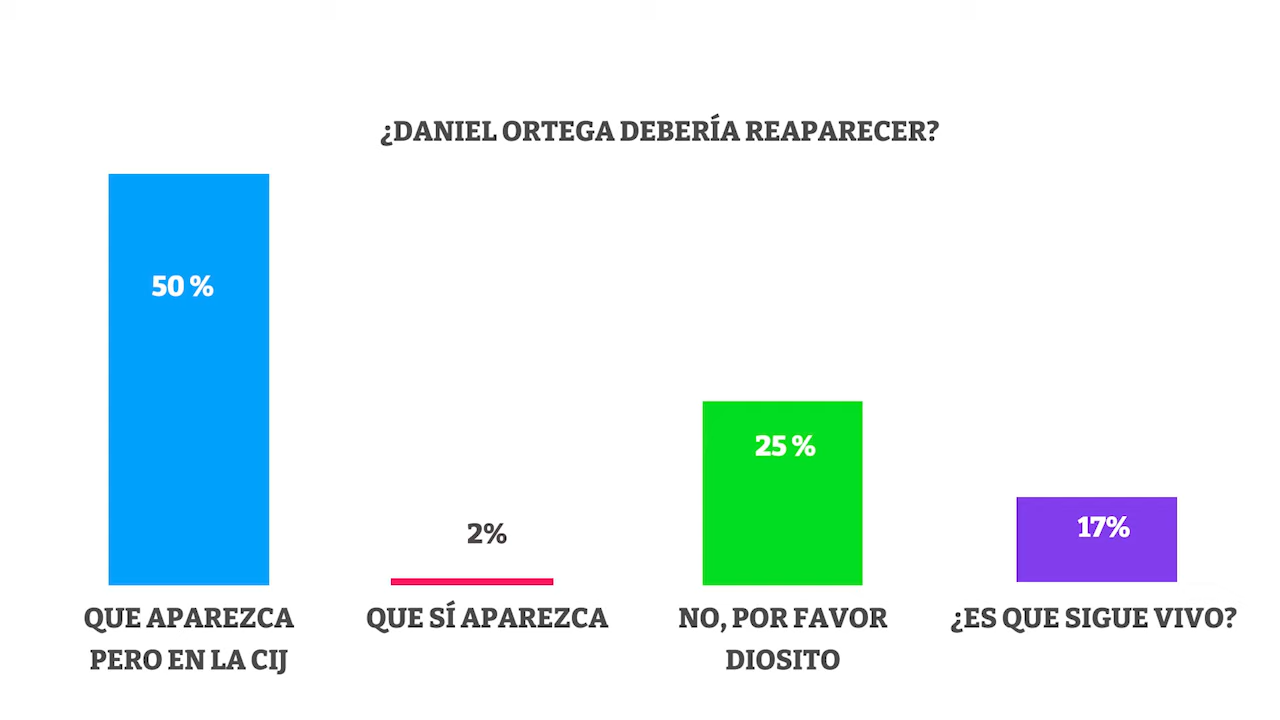 ¿DANIEL ORTEGA DEBERÍA REAPARECER?
50 %
2%
25 %
17%
QUE APAREZCA
PERO EN LA CIJ
QUE SÍ APAREZCA
NO, POR FAVOR
DIOSITO
¿ES QUE SIGUE VIVO?